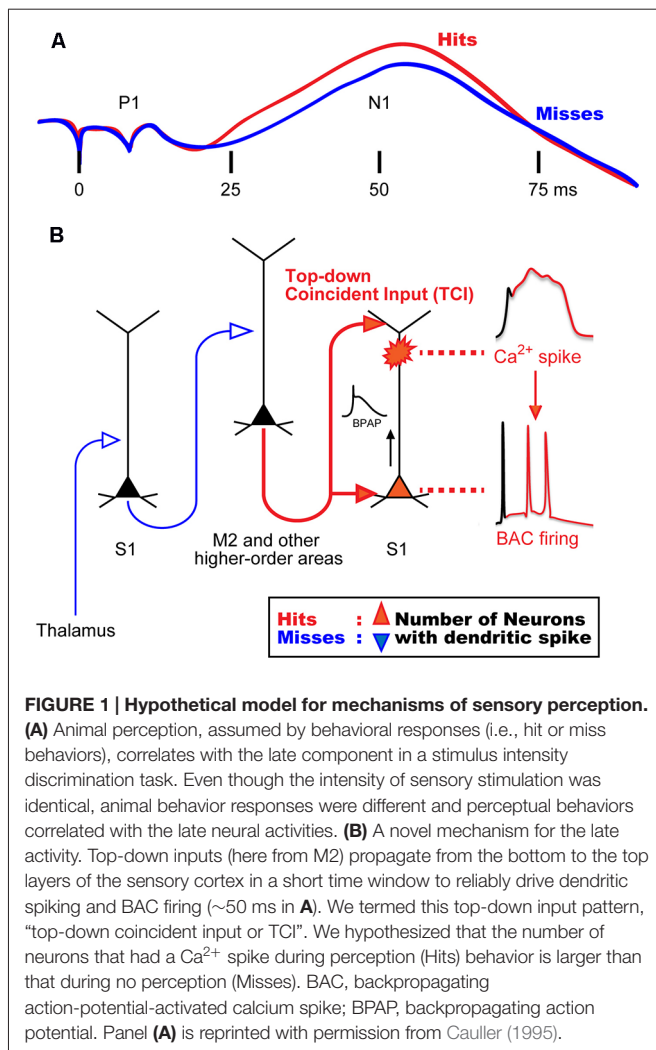 A
Hits
P1
N1
Misses
0
25
50
75 ms
B
Top-down
Coincident Input (TCI)
Ca2+ spike
BPAP
BAC firing
S1
M2 and other
higher-order areas
S1
Thalamus
Hits : Number of Neurons
Misses : with dendritic spike
FIGURE 1 | Hypothetical model for mechanisms of sensory perception.
(A) Animal perception, assumed by behavioral responses (i.e., hit or miss
behaviors), correlates with the late component in a stimulus intensity
discrimination task. Even though the intensity of sensory stimulation was
identical, animal behavior responses were different and perceptual behaviors
correlated with the late neural activities. (B) A novel mechanism for the late
activity. Top-down inputs (here from M2) propagate from the bottom to the top
layers of the sensory cortex in a short time window to reliably drive dendritic
spiking and BAC firing (∼50 ms in A). We termed this top-down input pattern,
“top-down coincident input or TCI”. We hypothesized that the number of
neurons that had a Ca2+ spike during perception (Hits) behavior is larger than
that during no perception (Misses). BAC, backpropagating
action-potential-activated calcium spike; BPAP, backpropagating action
potential. Panel (A) is reprinted with permission from Cauller (1995).